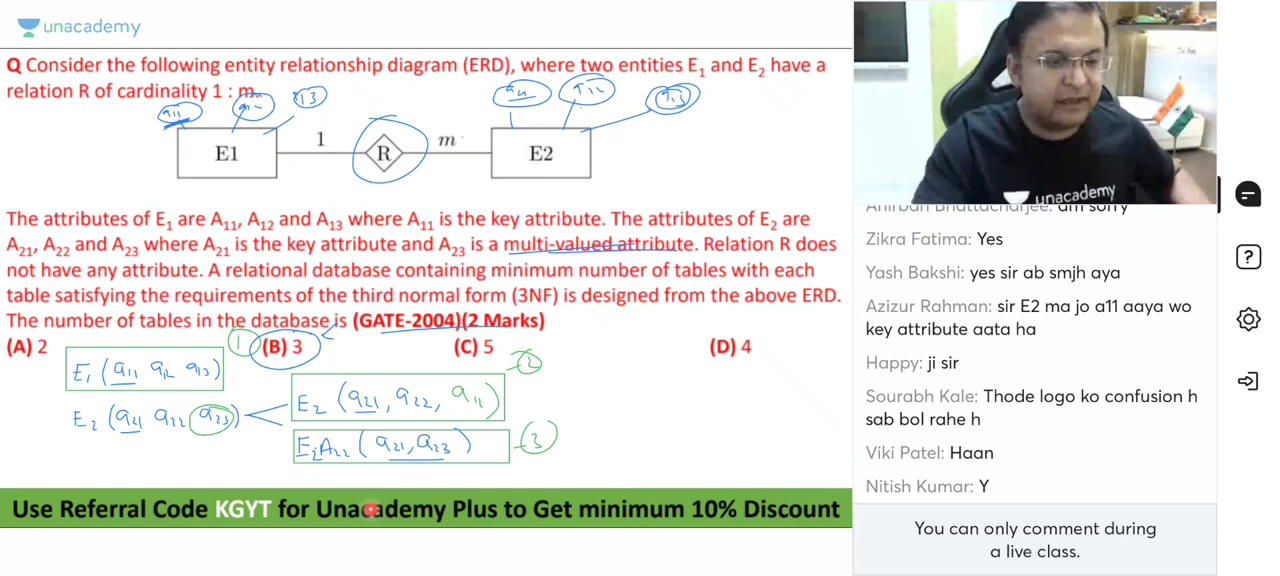 unacademy
Q Consider the following entity relationship diagram (ERD), where two entities E₁ and E₂ have a
relation R of cardinality 1 : m.
a₁₁ a₁₂ 13
E1 1 R m E2
The attributes of E₁ are A₁₁, A₁₂ and A₁₃ where A₁₁ is the key attribute. The attributes of E₂ are
A₂₁, A₂₂ and A₂₃ where A₂₁ is the key attribute and A₂₃ is a multi-valued attribute. Relation R does
not have any attribute. A relational database containing minimum number of tables with each
table satisfying the requirements of the third normal form (3NF) is designed from the above ERD.
The number of tables in the database is (GATE-2004)(2 Marks)
(A) 2 (B) 3 (C) 5 (D) 4
1
E₁ (a₁₁ a₁₂ a₁₃)
2
E₂ (a₂₁ a₂₂ a₂₃)
E₂ (a₂₁, a₂₂, a₁₁)
E₂A₂₂ (a₂₁, a₂₃)
3
Use Referral Code KGYT for Unacademy Plus to Get minimum 10% Discount
unacademy
Zikra Fatima: Yes
Yash Bakshi: yes sir ab smjh aya
Azizur Rahman: sir E2 ma jo a11 aaya wo
key attribute aata ha
Happy: ji sir
Sourabh Kale: Thode logo ko confusion h
sab bol rahe h
Viki Patel: Haan
Nitish Kumar: Y
You can only comment during
a live class.